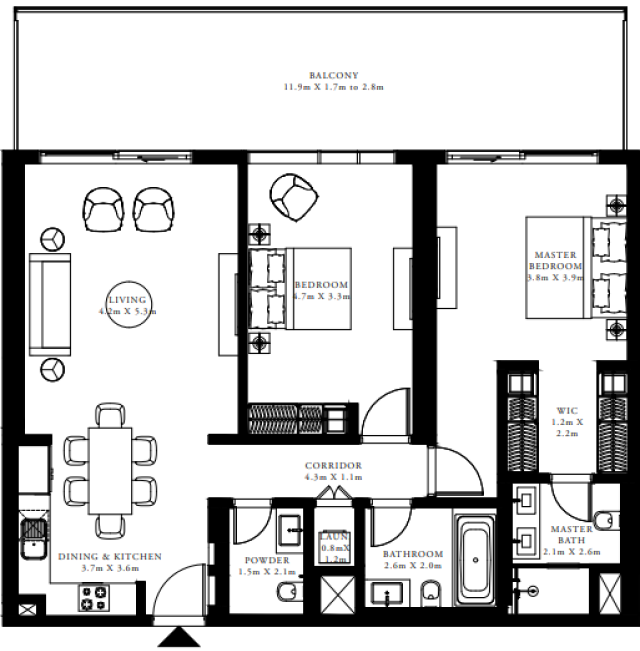 BALCONY
11.9m X 1.7m to 2.8m
MASTER
BEDROOM
3.8m X 3.9m
BEDROOM
4.7m X 3.3m
LIVING
4.2m X 5.3m
WIC
1.2m X
2.2m
CORRIDOR
4.3m X 1.1m
LAUN
0.8mX
1.2m
MASTER
BATH
2.1m X 2.6m
DINING & KITCHEN
3.7m X 3.6m
POWDER
1.5m X 2.1m
BATHROOM
2.6m X 2.0m